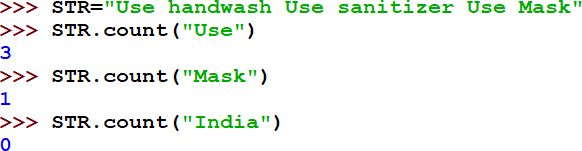 >>> STR="Use handwash Use sanitizer Use Mask"
>>> STR.count("Use")
3
>>> STR.count("Mask")
1
>>> STR.count("India")
0